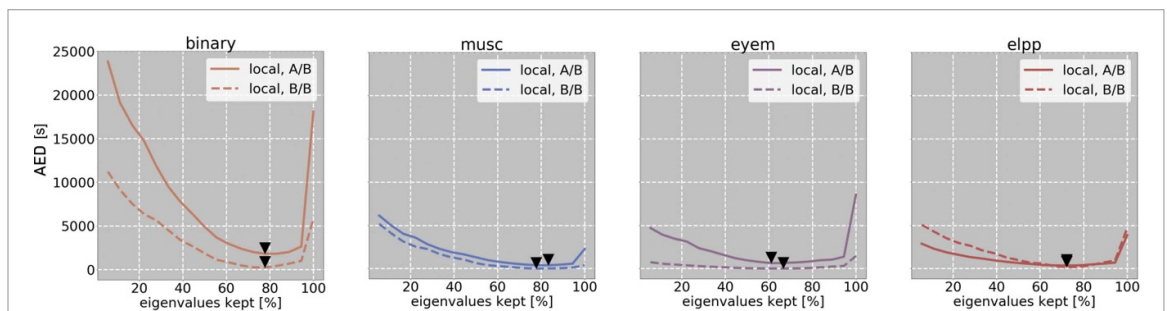 binary musc eyem elpp
25000
20000
15000
10000
5000
0
AED [s]
local, A/B
local, B/B
local, A/B
local, B/B
local, A/B
local, B/B
local, A/B
local, B/B
20 40 60 80 100
20 40 60 80 100
20 40 60 80 100
20 40 60 80 100
eigenvalues kept [%]
eigenvalues kept [%]
eigenvalues kept [%]
eigenvalues kept [%]